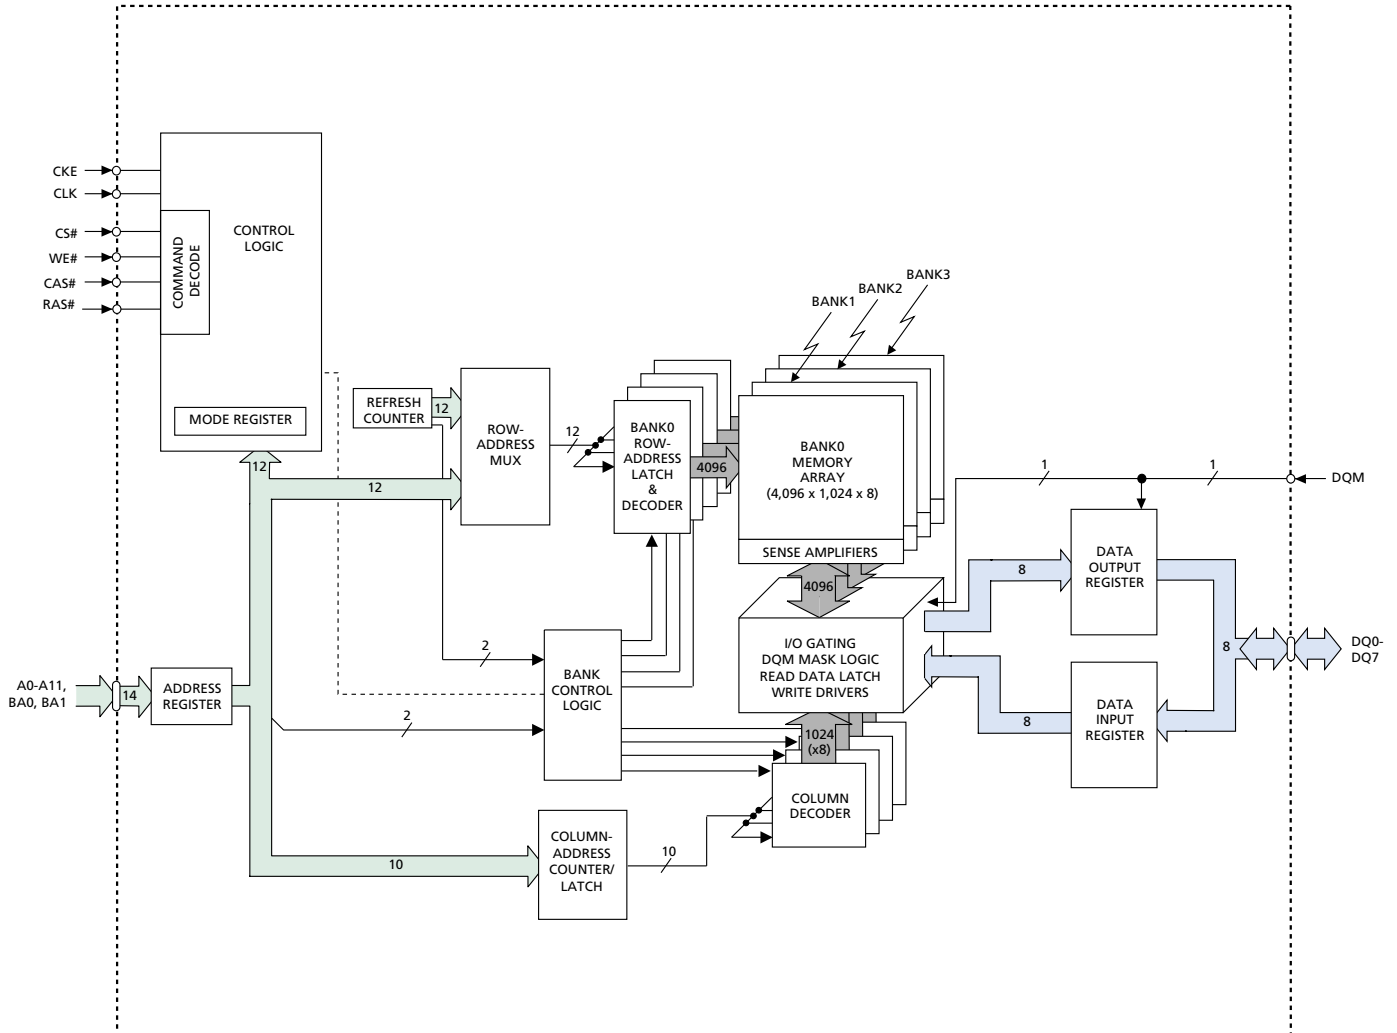 CKE
CLK
CS#
WE#
CAS#
RAS#
COMMAND
DECODE
CONTROL
LOGIC
MODE REGISTER
12
REFRESH
COUNTER
12
12
ROW-
ADDRESS
MUX
12
BANK0
ROW-
ADDRESS
LATCH
&
DECODER
4096
BANK1
BANK2
BANK3
BANK0
MEMORY
ARRAY
(4,096 x 1,024 x 8)
SENSE AMPLIFIERS
4096
I/O GATING
DQM MASK LOGIC
READ DATA LATCH
WRITE DRIVERS
1
1
DQM
DATA
OUTPUT
REGISTER
8
8
DQ0-
DQ7
DATA
INPUT
REGISTER
8
A0-A11,
BA0, BA1
14
ADDRESS
REGISTER
2
2
BANK
CONTROL
LOGIC
1024
(x8)
COLUMN
DECODER
10
COLUMN-
ADDRESS
COUNTER/
LATCH
10